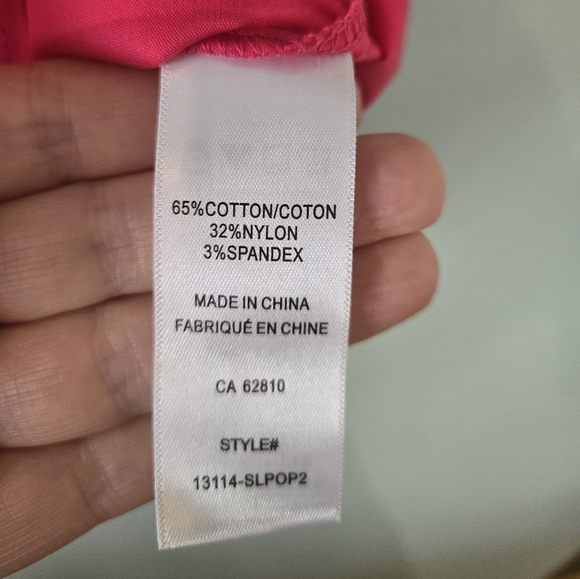 65%COTTON/COTON
32%NYLON
3%SPANDEX
MADE IN CHINA
FABRIQUÉ EN CHINE
CA 62810
STYLE#
13114-SLPOP2